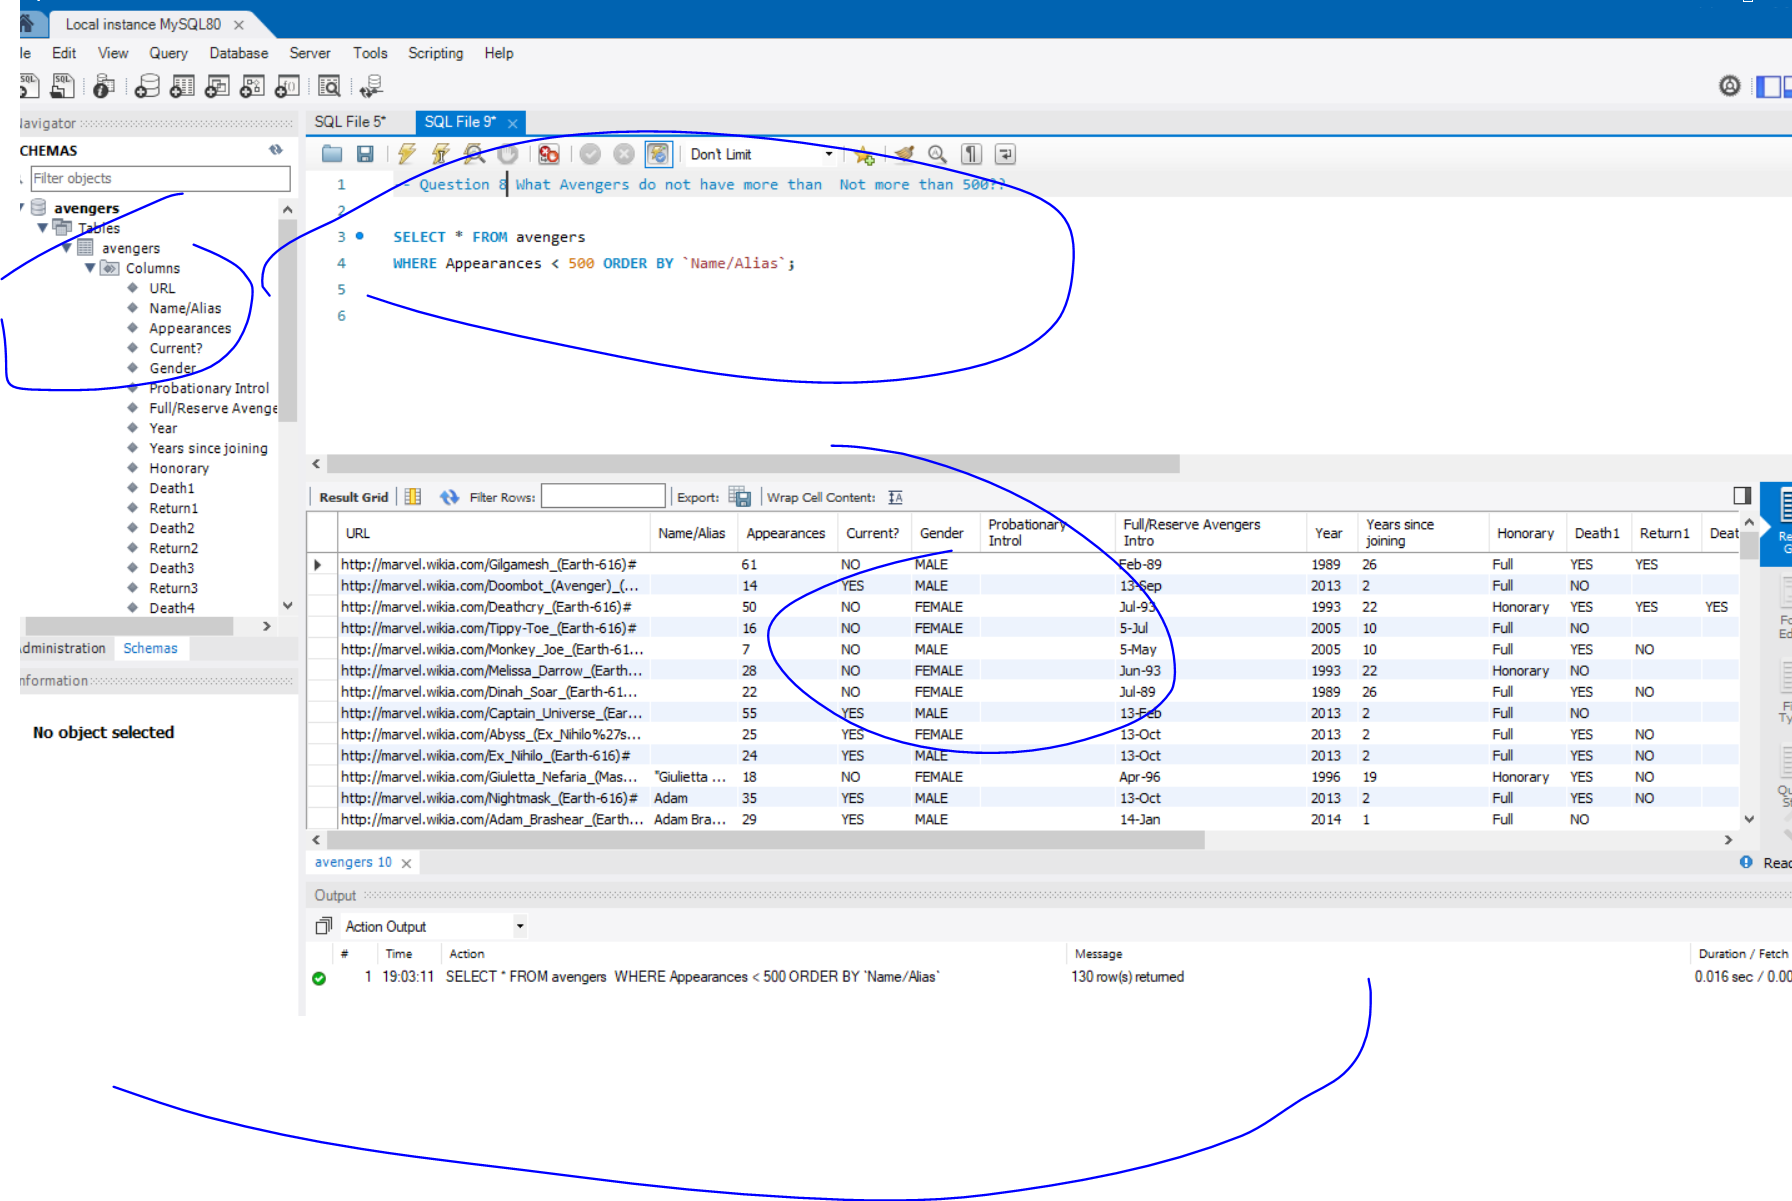 Local instance MySQL80
Edit View Query Database Server Tools Scripting Help
SQL File 5* SQL File 9*
CHEMAS
Filter objects
Don't Limit
avengers
Tables
avengers
Columns
URL
Name/Alias
Appearances
Current?
Gender
Probationary Introl
Full/Reserve Avenge
Year
Years since joining
Honorary
Death1
Return1
Death2
Return2
Death3
Return3
Death4
dministration Schemas
nformation
No object selected
1 -- Question 8 What Avengers do not have more than Not more than 500??
2
3 SELECT * FROM avengers
4 WHERE Appearances < 500 ORDER BY `Name/Alias`;
5
6
Result Grid Filter Rows: Export: Wrap Cell Content:
URL Name/Alias Appearances Current? Gender Probationary Introl Full/Reserve Avengers Intro Year Years since joining Honorary Death1 Return1 Deat
http://marvel.wikia.com/Gilgamesh_(Earth-616)# 61 NO MALE Feb-89 1989 26 Full YES YES
http://marvel.wikia.com/Doombot_(Avenger)_(... 14 YES MALE 13-Sep 2013 2 Full NO
http://marvel.wikia.com/Deathcry_(Earth-616)# 50 NO FEMALE Jul-93 1993 22 Honorary YES YES YES
http://marvel.wikia.com/Tippy-Toe_(Earth-616)# 16 NO FEMALE 5-Jul 2005 10 Full NO
http://marvel.wikia.com/Monkey_Joe_(Earth-61... 7 NO MALE 5-May 2005 10 Full YES NO
http://marvel.wikia.com/Melissa_Darrow_(Earth... 28 NO FEMALE Jun-93 1993 22 Honorary NO
http://marvel.wikia.com/Dinah_Soar_(Earth-61... 22 NO FEMALE Jul-89 1989 26 Full YES NO
http://marvel.wikia.com/Captain_Universe_(Ear... 55 YES MALE 13-Feb 2013 2 Full NO
http://marvel.wikia.com/Abyss_(Ex_Nihilo%27s... 25 YES FEMALE 13-Oct 2013 2 Full YES NO
http://marvel.wikia.com/Ex_Nihilo_(Earth-616)# 24 YES MALE 13-Oct 2013 2 Full YES NO
http://marvel.wikia.com/Giuletta_Nefaria_(Mas... "Giulietta ... 18 NO FEMALE Apr-96 1996 19 Honorary YES NO
http://marvel.wikia.com/Nightmask_(Earth-616)# Adam 35 YES MALE 13-Oct 2013 2 Full YES NO
http://marvel.wikia.com/Adam_Brashear_(Earth... Adam Bra... 29 YES MALE 14-Jan 2014 1 Full NO
avengers 10
Output
Action Output
# Time Action Message Duration / Fetch
1 19:03:11 SELECT * FROM avengers WHERE Appearances < 500 ORDER BY `Name/Alias` 130 row(s) returned 0.016 sec / 0.00